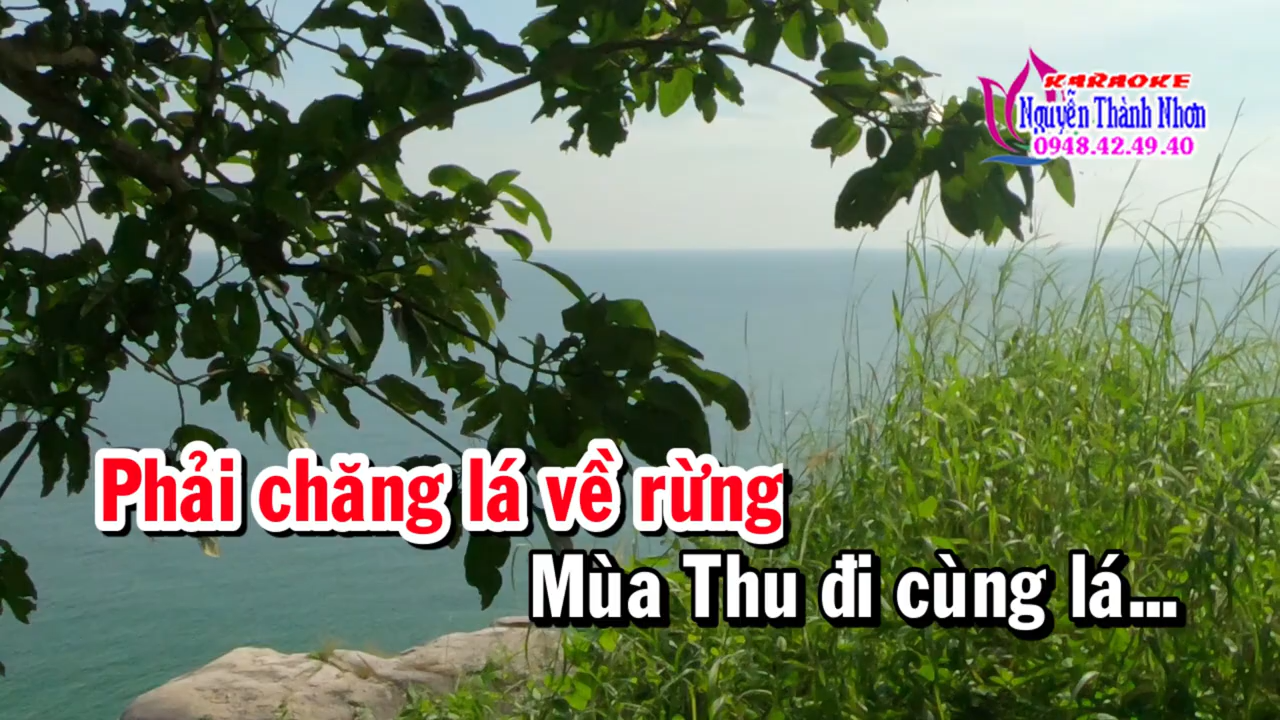 KARAOKE
Nguyễn Thành Nhơn
0948.42.49.40
Phải chăng lá về rừng
Mùa Thu đi cùng lá...